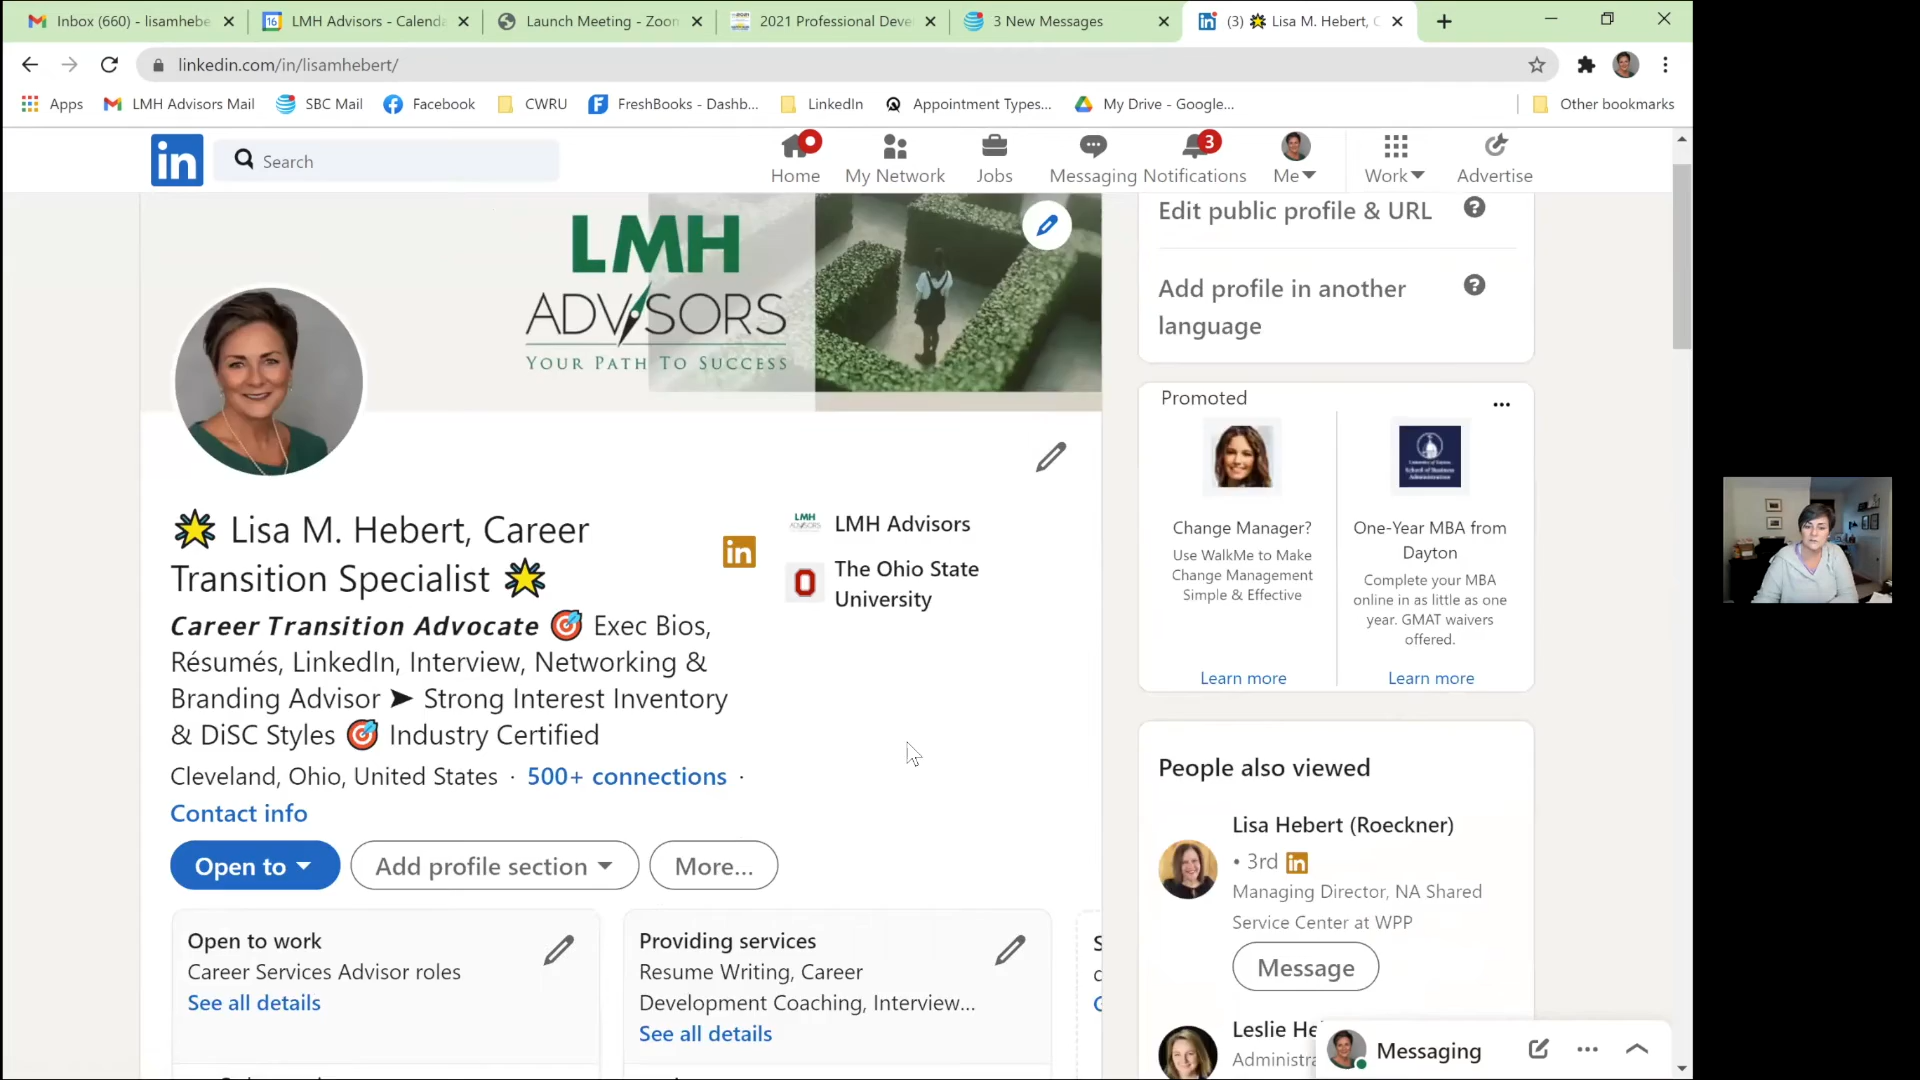 Inbox (660) - lisamhebe
LMH Advisors - Calenda
Launch Meeting - Zoom
2021 Professional Deve
3 New Messages
(3) Lisa M. Hebert, C
linkedin.com/in/lisamhebert/
Apps
LMH Advisors Mail
SBC Mail
Facebook
CWRU
FreshBooks - Dashb...
LinkedIn
Appointment Types...
My Drive - Google...
Other bookmarks
in
Search
Home
My Network
Jobs
Messaging
3
Notifications
Me
Work
Advertise
LMH
ADVISORS
YOUR PATH TO SUCCESS
Lisa M. Hebert, Career
Transition Specialist
in
Career Transition Advocate Exec Bios,
Résumés, LinkedIn, Interview, Networking &
Branding Advisor ➤ Strong Interest Inventory
& DiSC Styles Industry Certified
Cleveland, Ohio, United States · 500+ connections ·
Contact info
LMH Advisors
The Ohio State
University
Open to
Add profile section
More...
Open to work
Career Services Advisor roles
See all details
Providing services
Resume Writing, Career
Development Coaching, Interview...
See all details
Edit public profile & URL
Add profile in another
language
Promoted
Change Manager?
Use WalkMe to Make
Change Management
Simple & Effective
Learn more
One-Year MBA from
Dayton
Complete your MBA
online in as little as one
year. GMAT waivers
offered.
Learn more
People also viewed
Lisa Hebert (Roeckner)
• 3rd in
Managing Director, NA Shared
Service Center at WPP
Message
Leslie He
Administra
Messaging